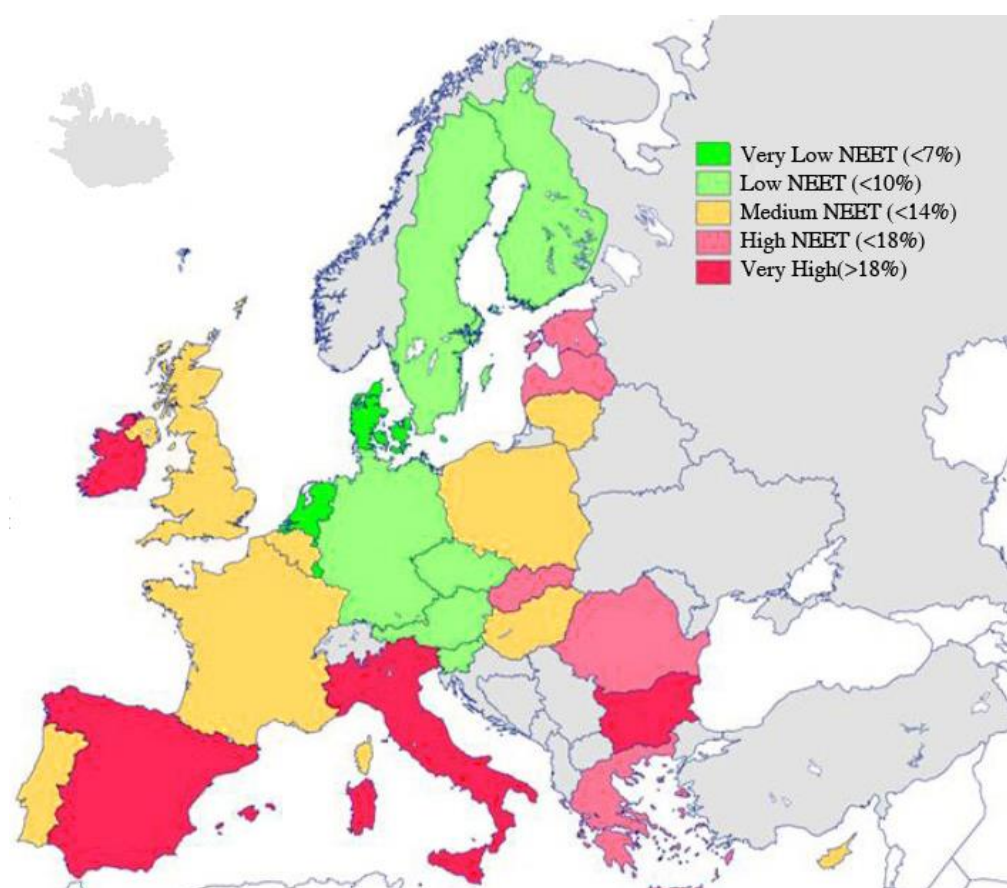 Very Low NEET (<7%)
Low NEET (<10%)
Medium NEET (<14%)
High NEET (<18%)
Very High(>18%)